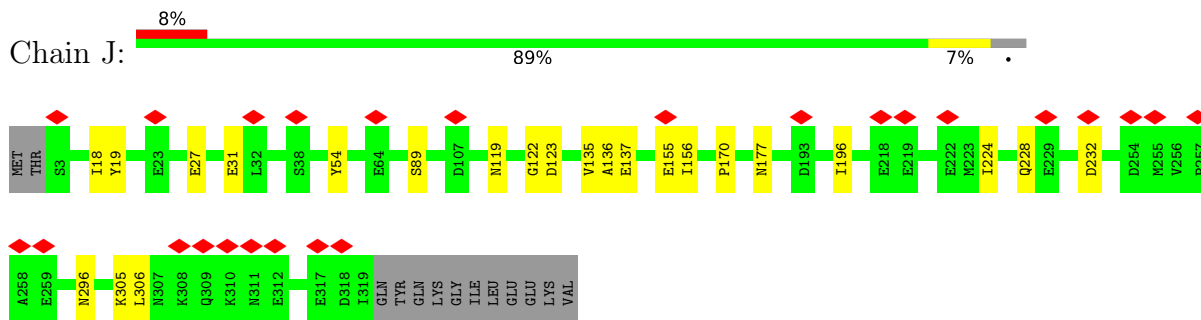 8%
Chain J:
89% 7% •
MET THR S3 I18 Y19 E23 E27 E31 L32 S38 Y54 E64 S89 D107 N119 G122 D123 V135 A136 E137 E155 I156 P170 N177 D193 I196 E218 E219 E222 M223 I224 Q228 E229 D232 D254 M255 V256
A258 E259 N296 K305 L306 N307 K308 Q309 K310 N311 E312 E317 D318 I319 GLN TYR GLN LYS GLY ILE LEU GLU GLU LYS VAL